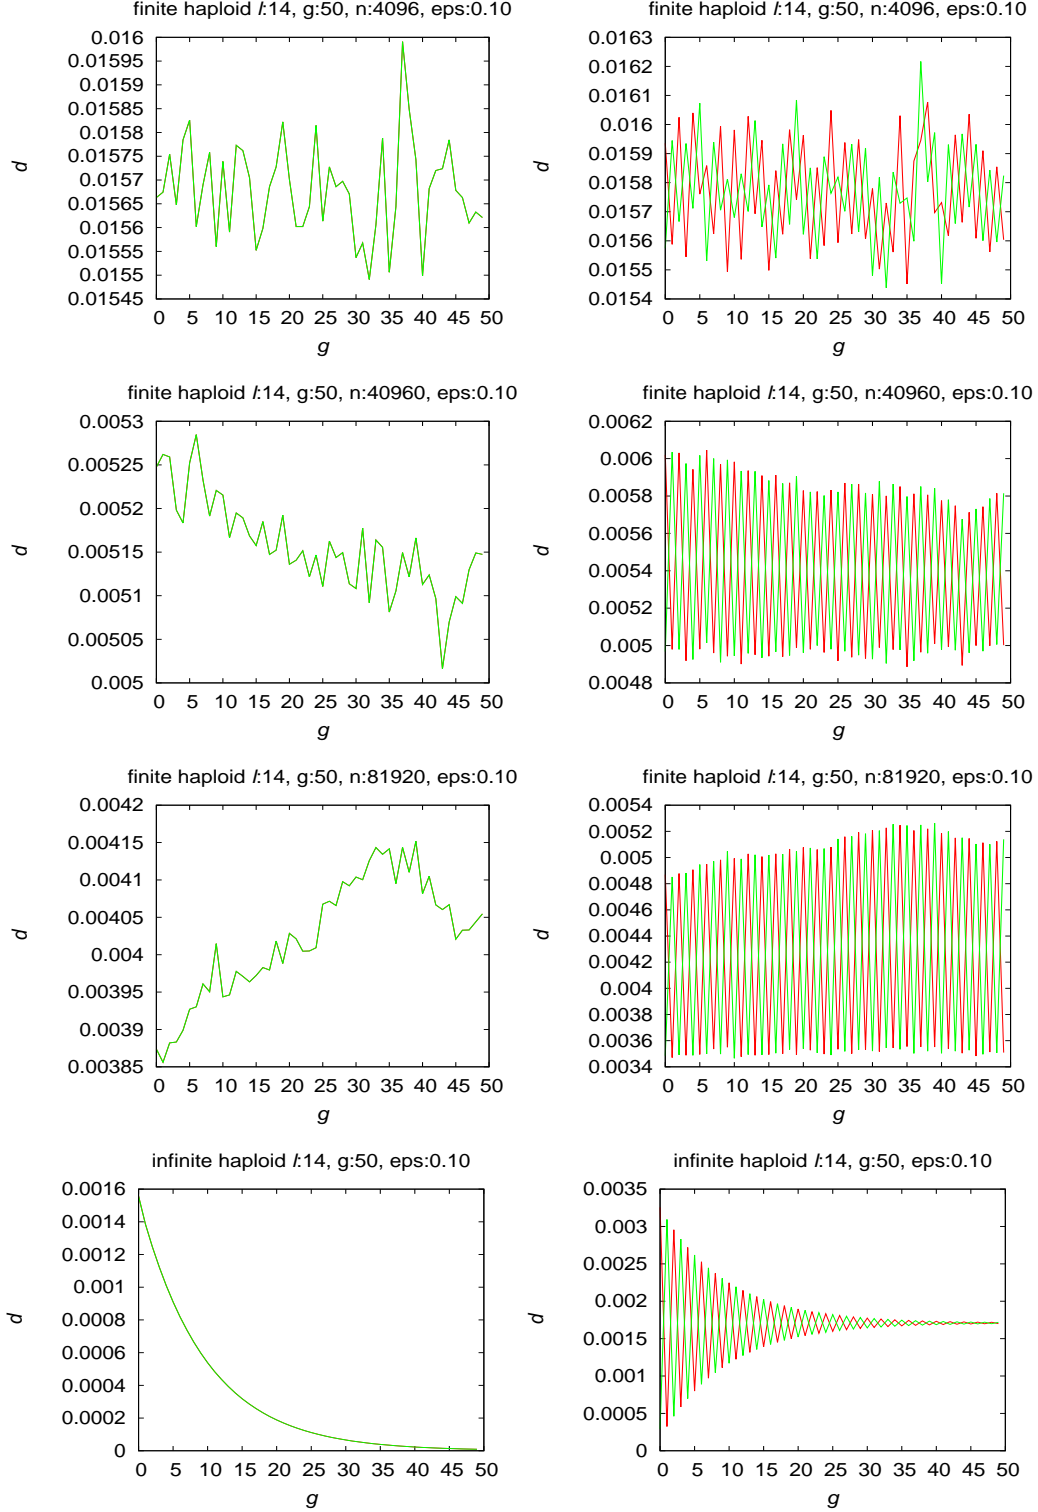 finite haploid l:14, g:50, n:4096, eps:0.10
0.016
0.01595
0.0159
0.01585
0.0158
0.01575
0.0157
0.01565
0.0156
0.01555
0.0155
0.01545
d
0 5 10 15 20 25 30 35 40 45 50
g
finite haploid l:14, g:50, n:4096, eps:0.10
0.0163
0.0162
0.0161
0.016
0.0159
0.0158
0.0157
0.0156
0.0155
0.0154
d
0 5 10 15 20 25 30 35 40 45 50
g
finite haploid l:14, g:50, n:40960, eps:0.10
0.0053
0.00525
0.0052
0.00515
0.0051
0.00505
0.005
d
0 5 10 15 20 25 30 35 40 45 50
g
finite haploid l:14, g:50, n:40960, eps:0.10
0.0062
0.006
0.0058
0.0056
0.0054
0.0052
0.005
0.0048
d
0 5 10 15 20 25 30 35 40 45 50
g
finite haploid l:14, g:50, n:81920, eps:0.10
0.0042
0.00415
0.0041
0.00405
0.004
0.00395
0.0039
0.00385
d
0 5 10 15 20 25 30 35 40 45 50
g
finite haploid l:14, g:50, n:81920, eps:0.10
0.0054
0.0052
0.005
0.0048
0.0046
0.0044
0.0042
0.004
0.0038
0.0036
0.0034
d
0 5 10 15 20 25 30 35 40 45 50
g
infinite haploid l:14, g:50, eps:0.10
0.0016
0.0014
0.0012
0.001
0.0008
0.0006
0.0004
0.0002
0
d
0 5 10 15 20 25 30 35 40 45 50
g
infinite haploid l:14, g:50, eps:0.10
0.0035
0.003
0.0025
0.002
0.0015
0.001
0.0005
0
d
0 5 10 15 20 25 30 35 40 45 50
g